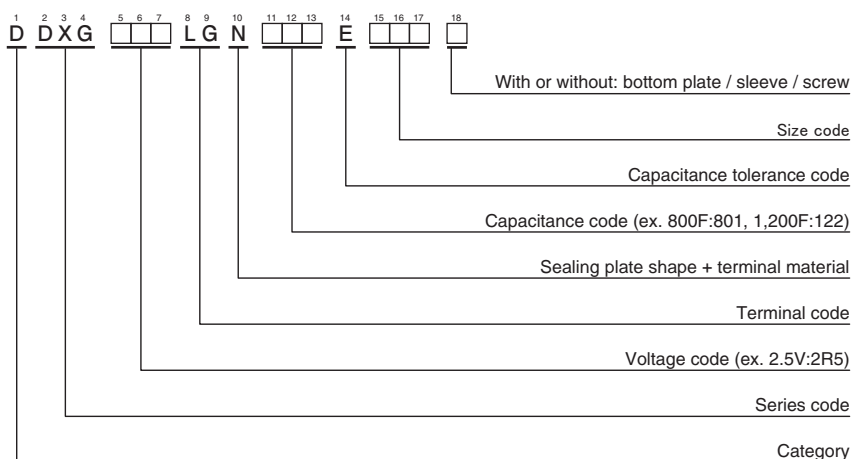 1 2 3 4 5 6 7 8 9 10 11 12 13 14 15 16 17 18
D DXG □□□ LG N □□□ E □□□ □
With or without: bottom plate / sleeve / screw
Size code
Capacitance tolerance code
Capacitance code (ex. 800F:801, 1,200F:122)
Sealing plate shape + terminal material
Terminal code
Voltage code (ex. 2.5V:2R5)
Series code
Category